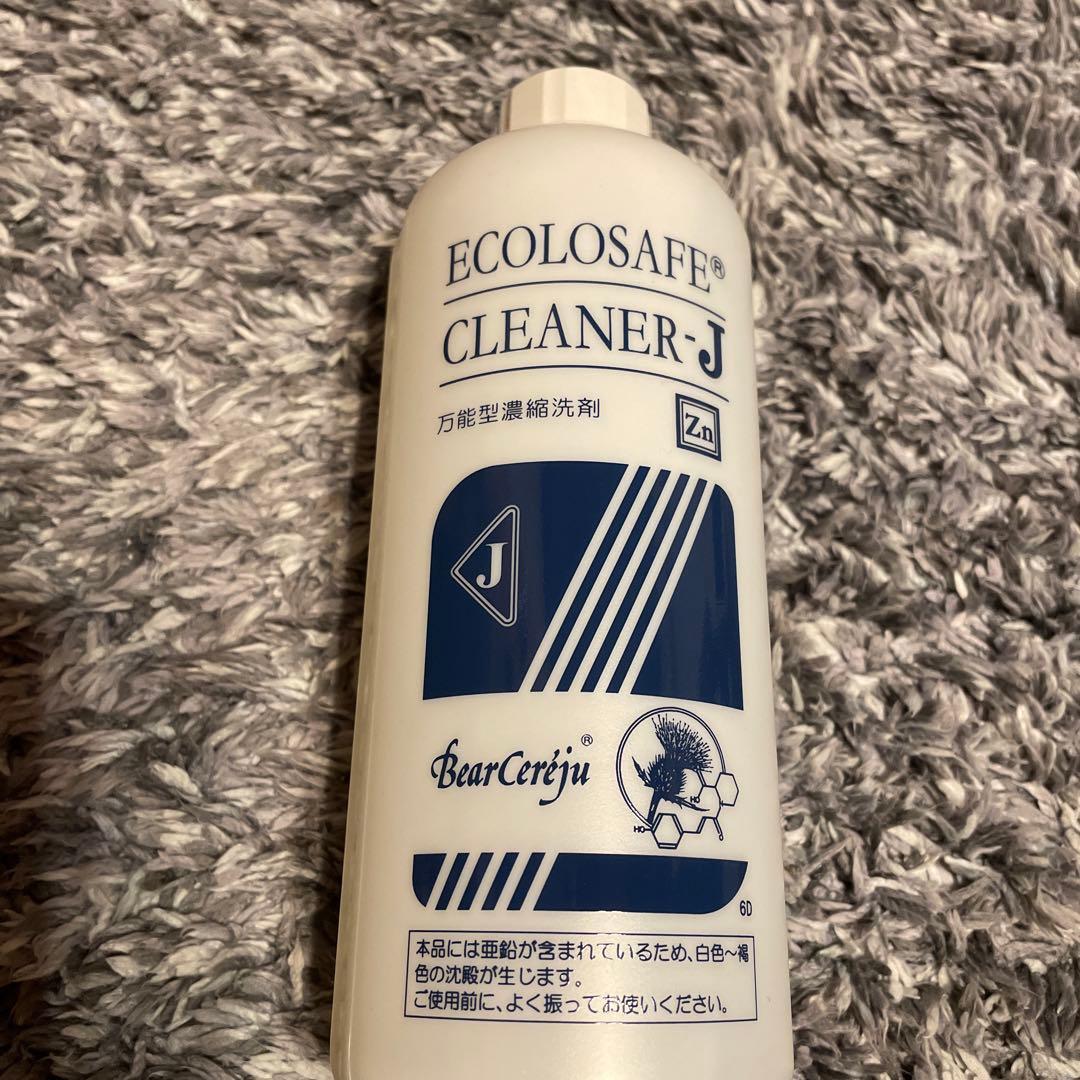 ECOLOSAFE®
CLEANER-J
万能型濃縮洗剤
Zn
J
BearCeréju®
HO
HO
6D
本品には亜鉛が含まれているため、白色〜褐
色の沈殿が生じます。
ご使用前に、よく振ってお使いください。